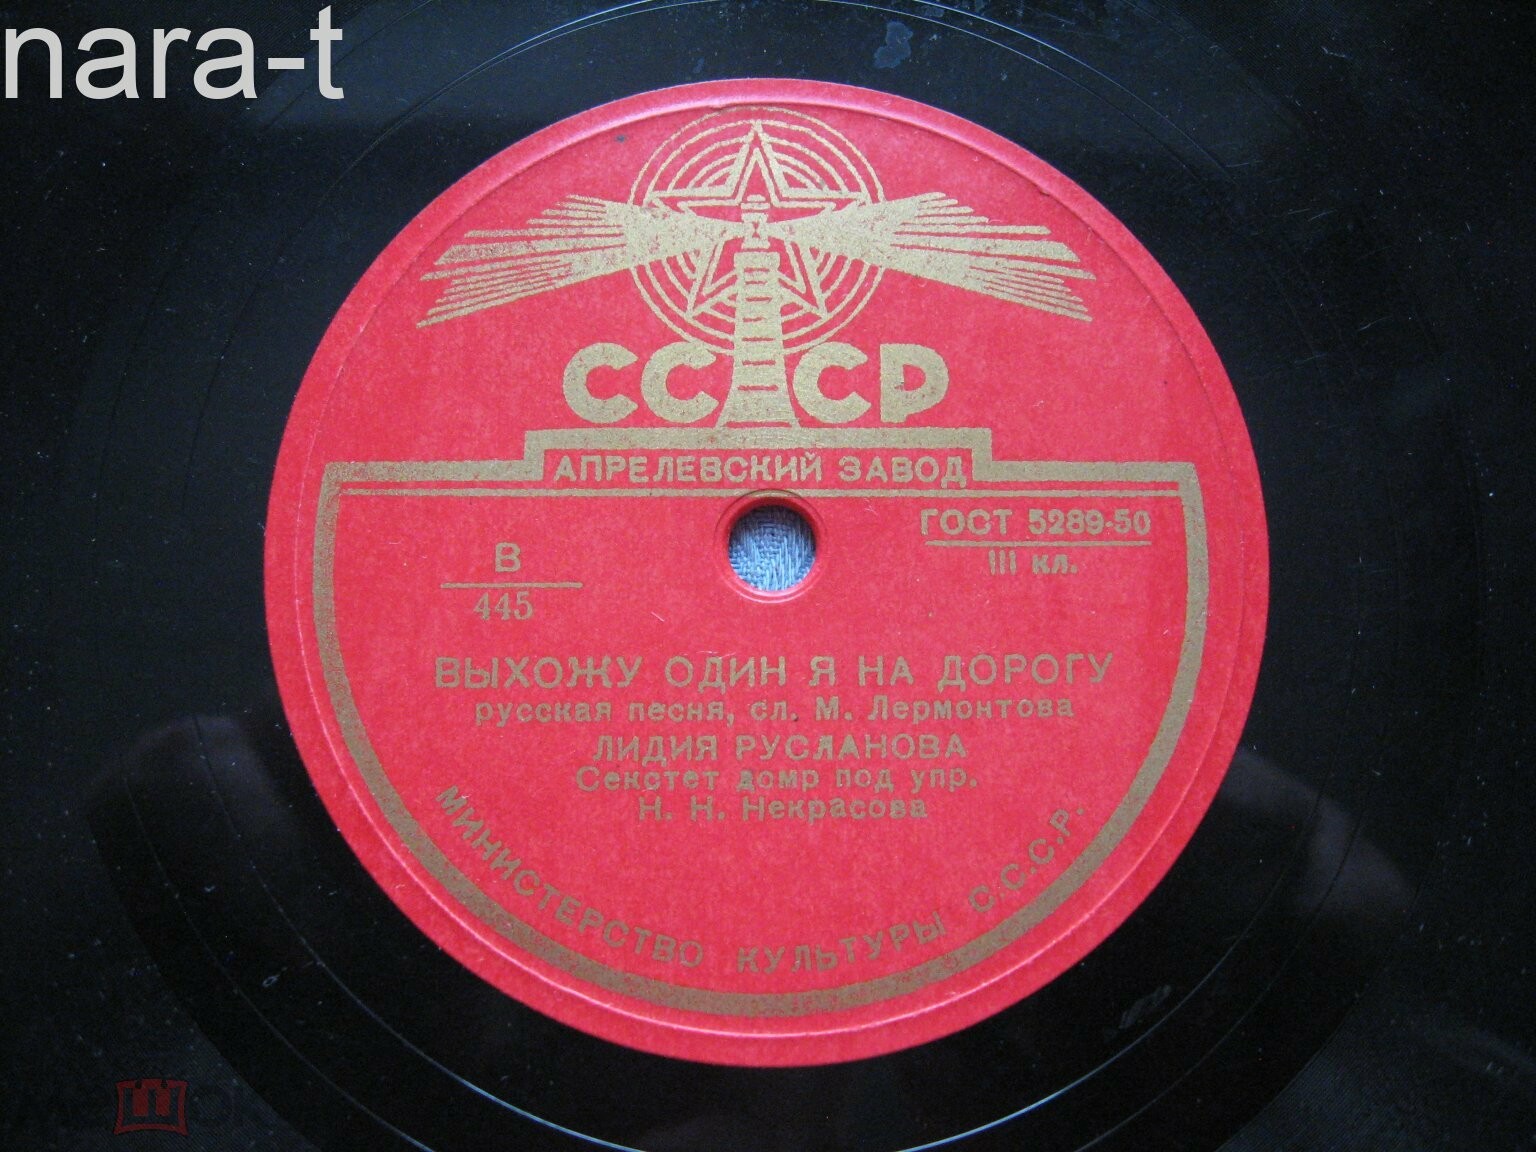 nara-t
СССР
АПРЕЛЕВСКИЙ ЗАВОД
ГОСТ 5289-50
III кл.
В
445
ВЫХОЖУ ОДИН Я НА ДОРОГУ
русская песня, сл. М. Лермонтова
ЛИДИЯ РУСЛАНОВА
Секстет домр под упр.
Н. Н. Некрасова
МИНИСТЕРСТВО КУЛЬТУРЫ С.С.С.Р.
мешок